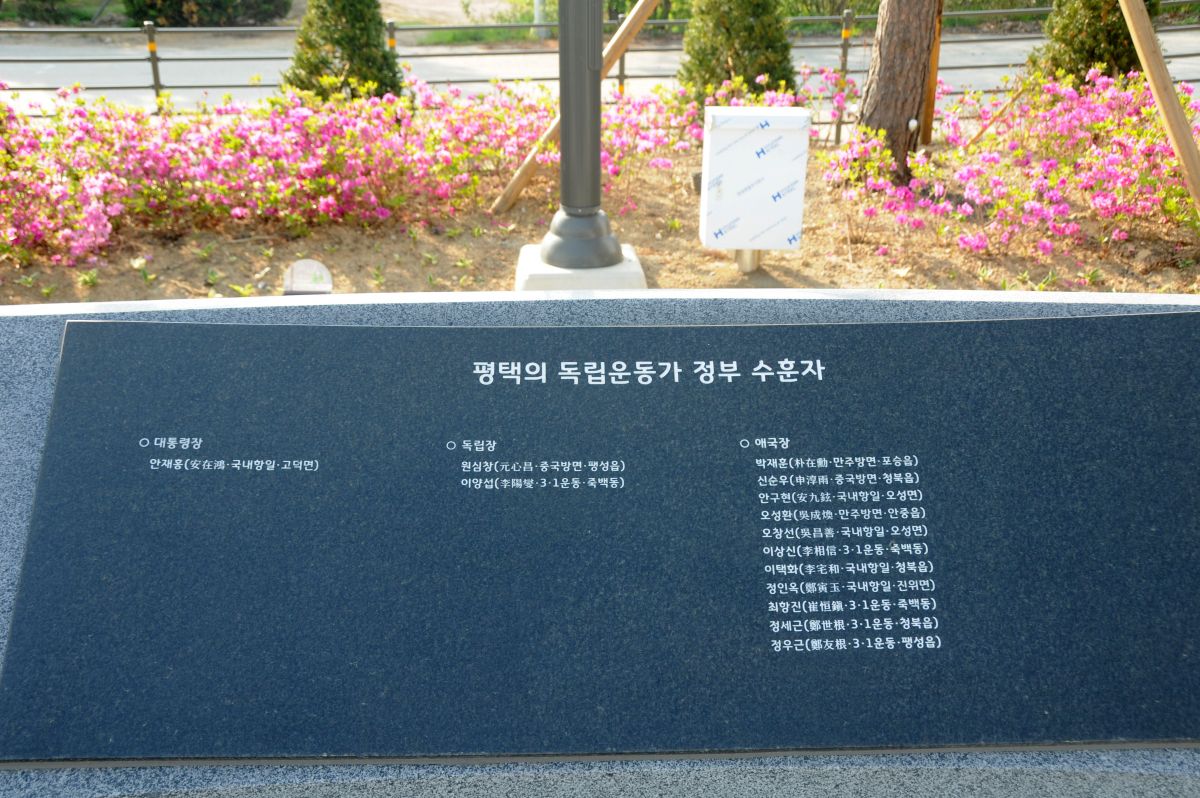 평택의 독립운동가 정부 수훈자
○ 대통령장
안재홍(安在鴻·국내항일·고덕면)
○ 독립장
원심창(元心昌·중국방면·팽성읍)
이양섭(李陽燮·3·1운동·죽백동)
○ 애국장
박재훈(朴在勳·만주방면·포승읍)
신순우(申淳雨·중국방면·청북읍)
안구현(安九鉉·국내항일·오성면)
오성환(吳成煥·만주방면·안중읍)
오창선(吳昌善·국내항일·오성면)
이상신(李相信·3·1운동·죽백동)
이택화(李宅和·국내항일·청북읍)
정인옥(鄭寅玉·국내항일·진위면)
최항진(崔恒鎭·3·1운동·죽백동)
정세근(鄭世根·3·1운동·청북읍)
정우근(鄭友根·3·1운동·팽성읍)